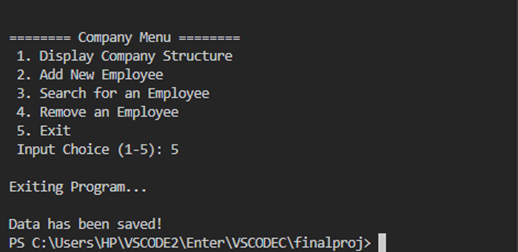 ======== Company Menu ========
1. Display Company Structure
2. Add New Employee
3. Search for an Employee
4. Remove an Employee
5. Exit
Input Choice (1-5): 5
Exiting Program...
Data has been saved!
PS C:\Users\HP\VSCODE2\Enter\VSCODEC\finalproj>